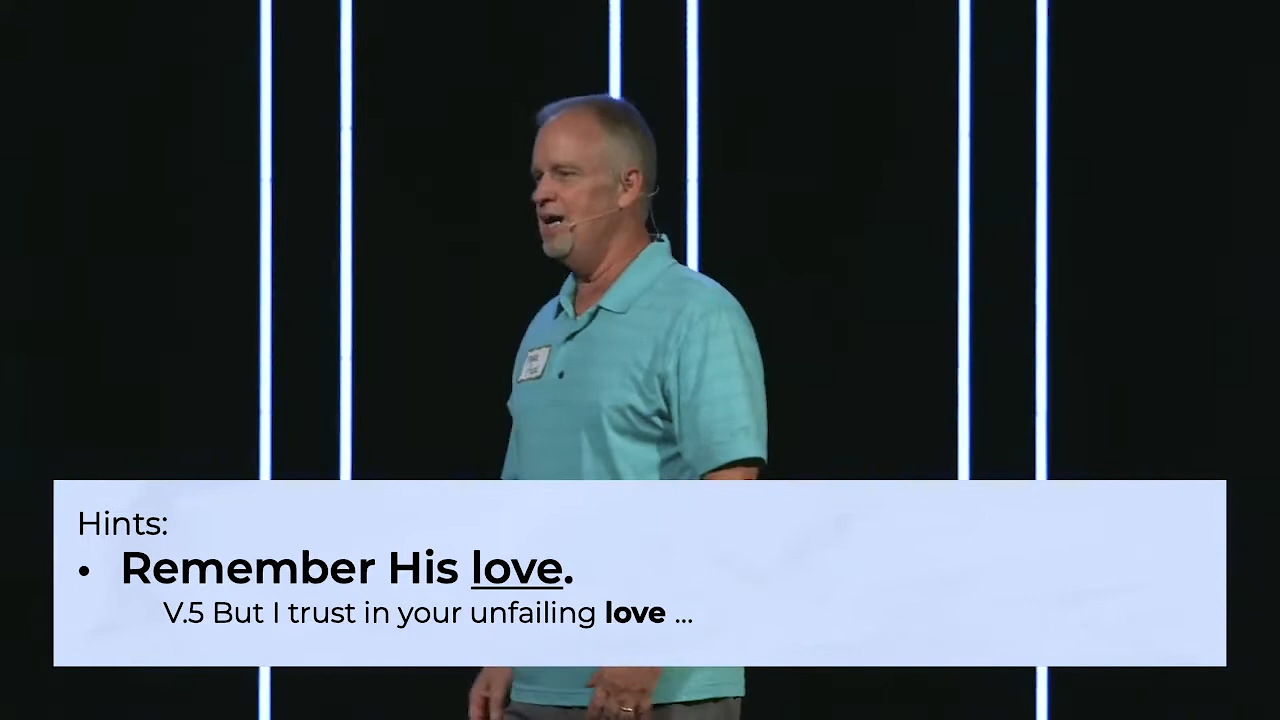 Hints:
• Remember His love.
V.5 But I trust in your unfailing love ...